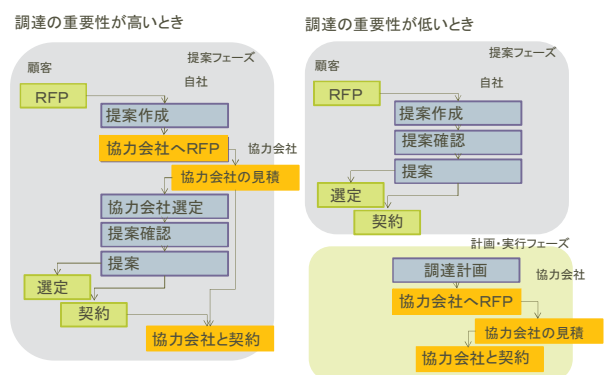 調達の重要性が高いとき
提案フェーズ
顧客
自社
RFP
提案作成
協力会社へRFP
協力会社
協力会社の見積
協力会社選定
提案確認
提案
選定
契約
協力会社と契約
調達の重要性が低いとき
提案フェーズ
顧客
自社
RFP
提案作成
提案確認
提案
選定
契約
計画・実行フェーズ
調達計画
協力会社
協力会社へRFP
協力会社の見積
協力会社と契約